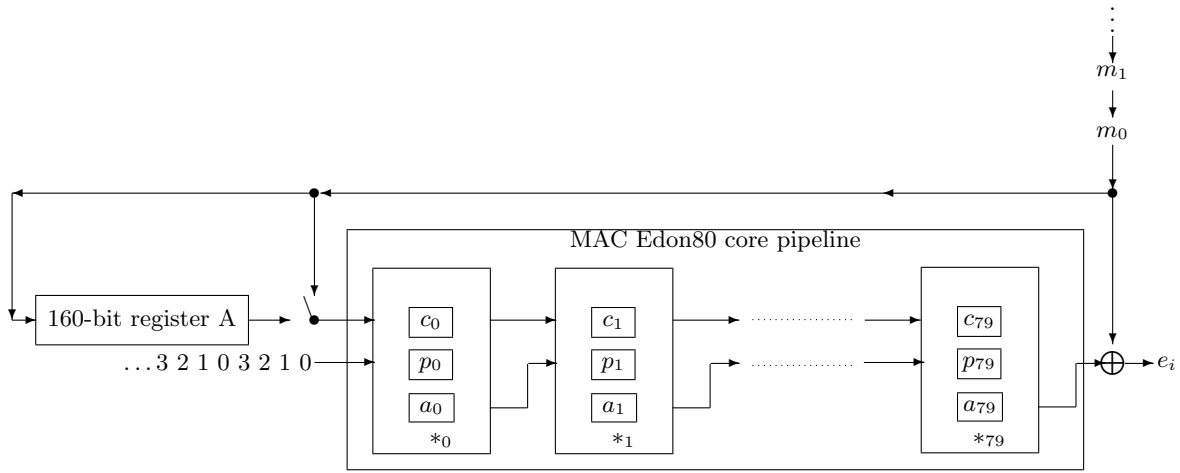 ⋮
m₁
m₀
MAC Edon80 core pipeline
160-bit register A
c₀ c₁ c₇₉
...3 2 1 0 3 2 1 0
p₀ p₁ p₇₉
eᵢ
a₀ a₁ a₇₉
*₀ *₁ *₇₉